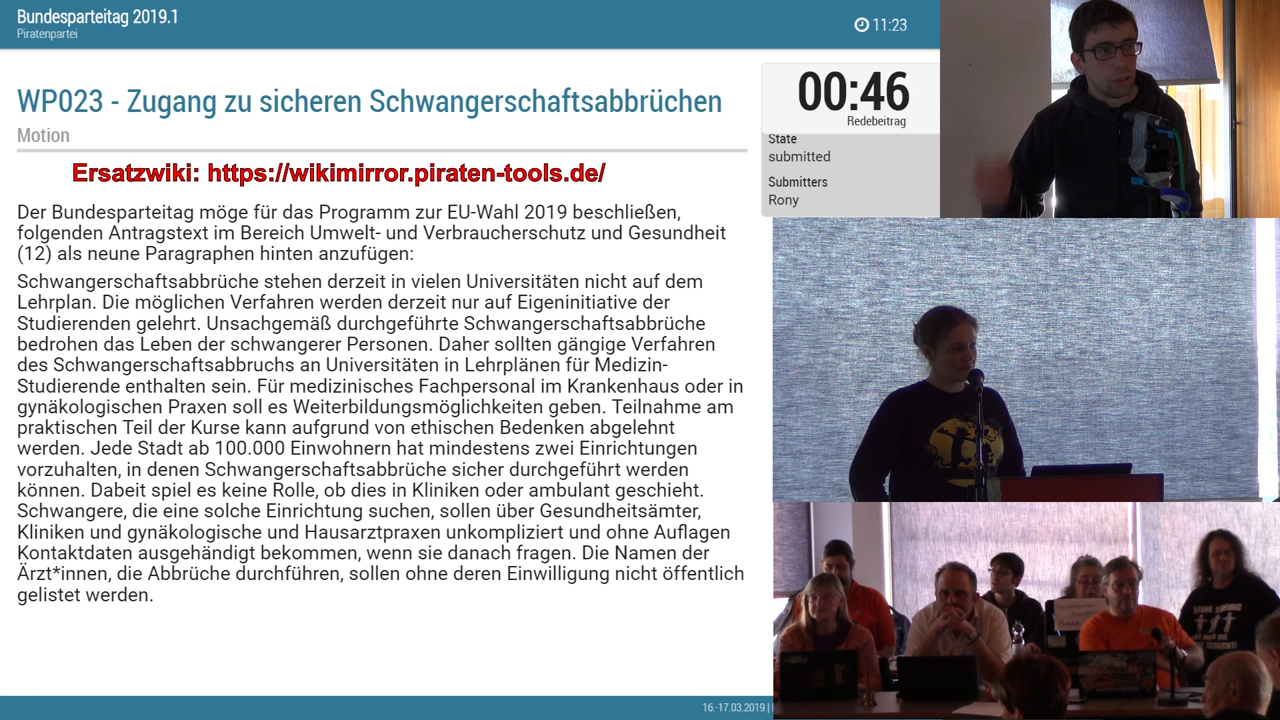 Bundesparteitag 2019.1
Piratenpartei
11:23
WP023 - Zugang zu sicheren Schwangerschaftsabbrüchen
Motion
00:46
Redebeitrag
State
submitted
Submitters
Rony
Ersatzwiki: https://wikimirror.piraten-tools.de/
Der Bundesparteitag möge für das Programm zur EU-Wahl 2019 beschließen,
folgenden Antragstext im Bereich Umwelt- und Verbraucherschutz und Gesundheit
(12) als neune Paragraphen hinten anzufügen:
Schwangerschaftsabbrüche stehen derzeit in vielen Universitäten nicht auf dem
Lehrplan. Die möglichen Verfahren werden derzeit nur auf Eigeninitiative der
Studierenden gelehrt. Unsachgemäß durchgeführte Schwangerschaftsabbrüche
bedrohen das Leben der schwangerer Personen. Daher sollten gängige Verfahren
des Schwangerschaftsabbruchs an Universitäten in Lehrplänen für Medizin-
Studierende enthalten sein. Für medizinisches Fachpersonal im Krankenhaus oder in
gynäkologischen Praxen soll es Weiterbildungsmöglichkeiten geben. Teilnahme am
praktischen Teil der Kurse kann aufgrund von ethischen Bedenken abgelehnt
werden. Jede Stadt ab 100.000 Einwohnern hat mindestens zwei Einrichtungen
vorzuhalten, in denen Schwangerschaftsabbrüche sicher durchgeführt werden
können. Dabeit spiel es keine Rolle, ob dies in Kliniken oder ambulant geschieht.
Schwangere, die eine solche Einrichtung suchen, sollen über Gesundheitsämter,
Kliniken und gynäkologische und Hausarztpraxen unkompliziert und ohne Auflagen
Kontaktdaten ausgehändigt bekommen, wenn sie danach fragen. Die Namen der
Ärzt*innen, die Abbrüche durchführen, sollen ohne deren Einwilligung nicht öffentlich
gelistet werden.
16.-17.03.2019 |